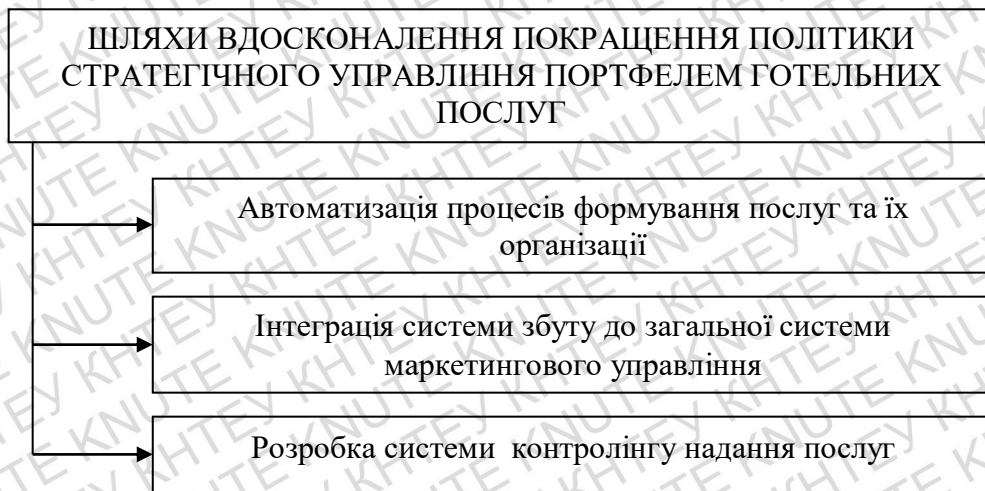 ШЛЯХИ ВДОСКОНАЛЕННЯ ПОКРАЩЕННЯ ПОЛІТИКИ
СТРАТЕГІЧНОГО УПРАВЛІННЯ ПОРТФЕЛЕМ ГОТЕЛЬНИХ
ПОСЛУГ
Автоматизація процесів формування послуг та їх
організації
Інтеграція системи збуту до загальної системи
маркетингового управління
Розробка системи контролінгу надання послуг